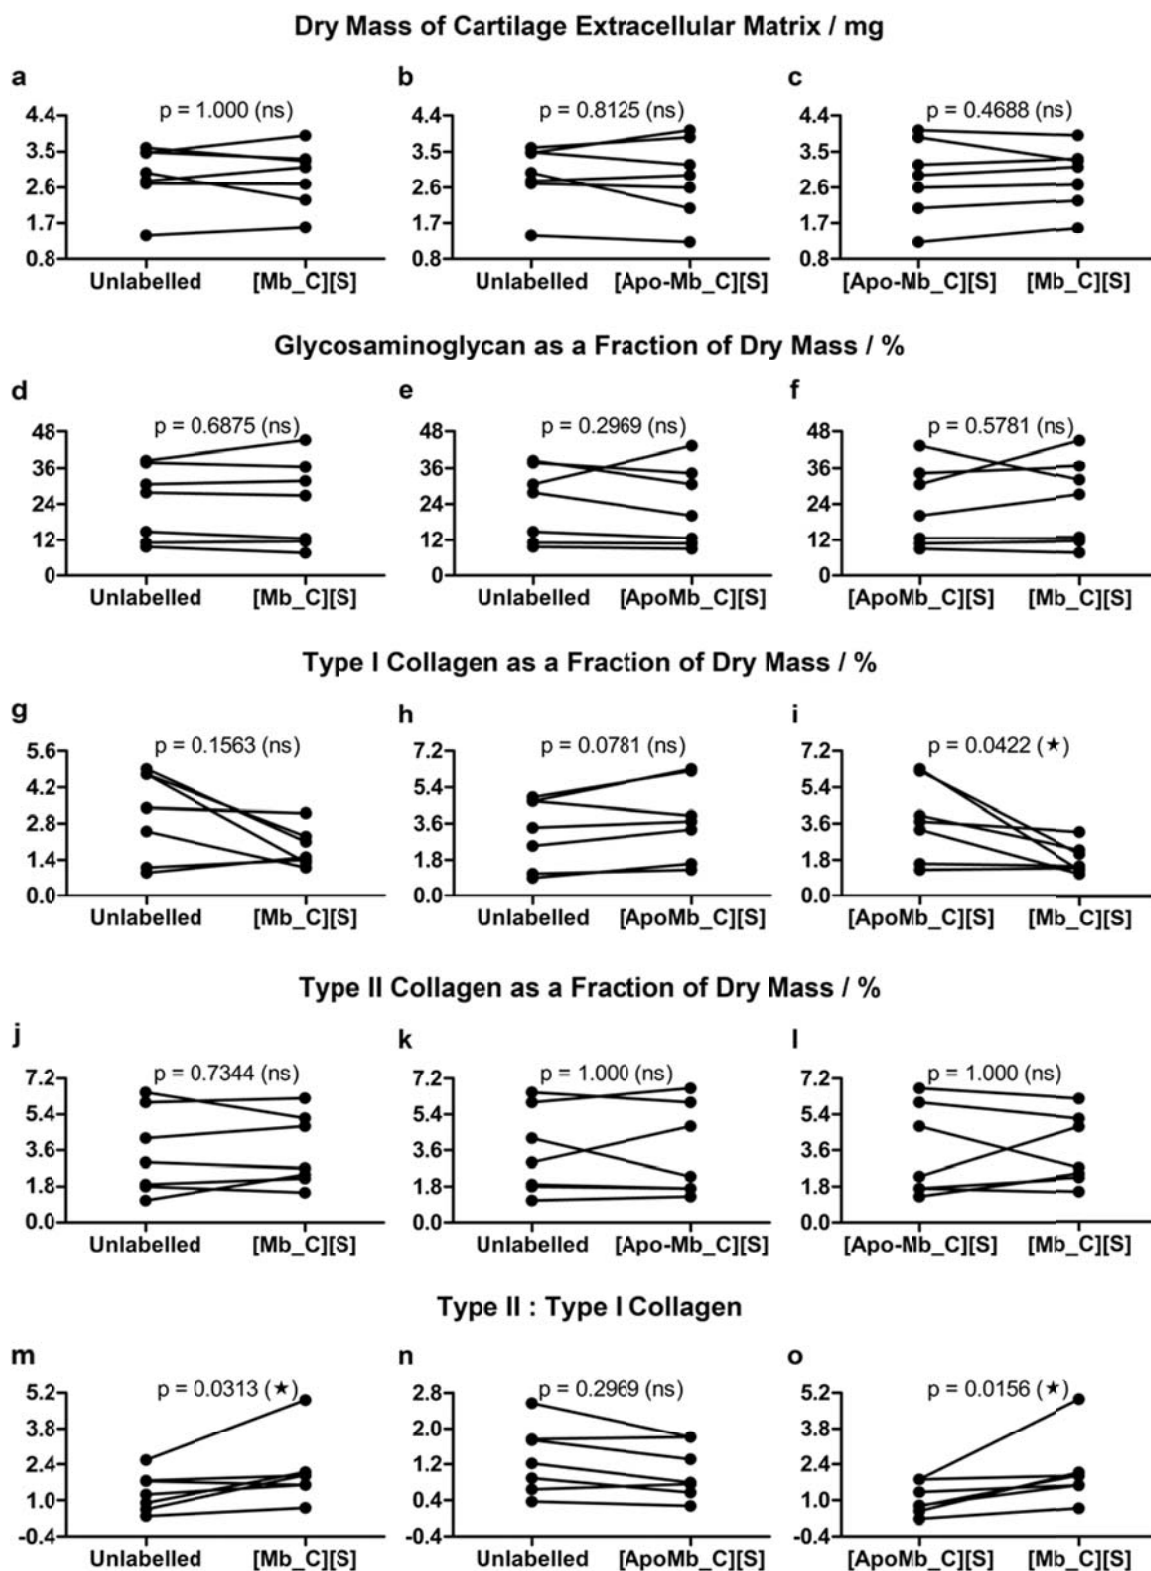 Dry Mass of Cartilage Extracellular Matrix / mg
a b c
p = 1.000 (ns) p = 0.8125 (ns) p = 0.4688 (ns)
4.4 4.4 4.4
3.5 3.5 3.5
2.6 2.6 2.6
1.7 1.7 1.7
0.8 0.8 0.8
Unlabelled [Mb_C][S] Unlabelled [Apo-Mb_C][S] [Apo-Mb_C][S] [Mb_C][S]
Glycosaminoglycan as a Fraction of Dry Mass / %
d e f
p = 0.6875 (ns) p = 0.2969 (ns) p = 0.5781 (ns)
48 48 48
36 36 36
24 24 24
12 12 12
0 0 0
Unlabelled [Mb_C][S] Unlabelled [ApoMb_C][S] [ApoMb_C][S] [Mb_C][S]
Type I Collagen as a Fraction of Dry Mass / %
g h i
p = 0.1563 (ns) p = 0.0781 (ns) p = 0.0422 (★)
5.6 7.2 7.2
4.2 5.4 5.4
2.8 3.6 3.6
1.4 1.8 1.8
0.0 0.0 0.0
Unlabelled [Mb_C][S] Unlabelled [ApoMb_C][S] [ApoMb_C][S] [Mb_C][S]
Type II Collagen as a Fraction of Dry Mass / %
j k l
p = 0.7344 (ns) p = 1.000 (ns) p = 1.000 (ns)
7.2 7.2 7.2
5.4 5.4 5.4
3.6 3.6 3.6
1.8 1.8 1.8
0.0 0.0 0.0
Unlabelled [Mb_C][S] Unlabelled [Apo-Mb_C][S] [Apo-Mb_C][S] [Mb_C][S]
Type II : Type I Collagen
m n o
p = 0.0313 (★) p = 0.2969 (ns) p = 0.0156 (★)
5.2 2.8 5.2
3.8 2.0 3.8
2.4 1.2 2.4
1.0 0.4 1.0
-0.4 -0.4 -0.4
Unlabelled [Mb_C][S] Unlabelled [ApoMb_C][S] [ApoMb_C][S] [Mb_C][S]